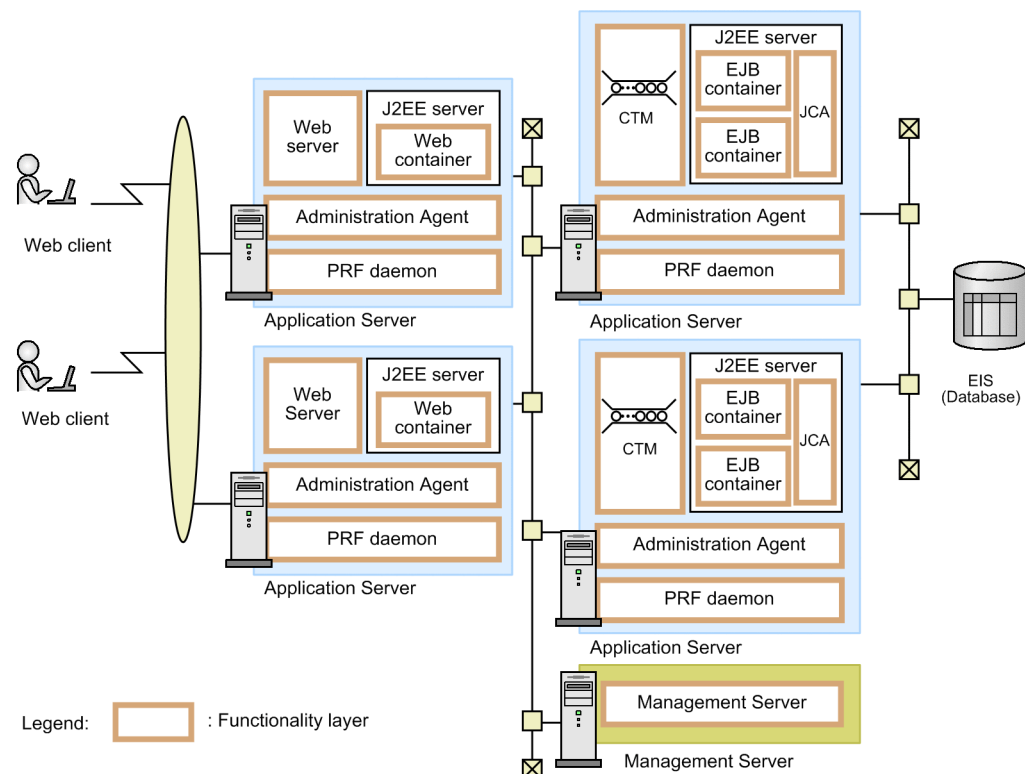 Web client
Web client
Web
server
J2EE server
Web
container
Administration Agent
PRF daemon
Application Server
Web
Server
J2EE server
Web
container
Administration Agent
PRF daemon
Application Server
CTM
J2EE server
EJB
container
EJB
container
JCA
Administration Agent
PRF daemon
Application Server
CTM
J2EE server
EJB
container
EJB
container
JCA
Administration Agent
PRF daemon
Application Server
EIS
(Database)
Management Server
Management Server
Legend:
: Functionality layer